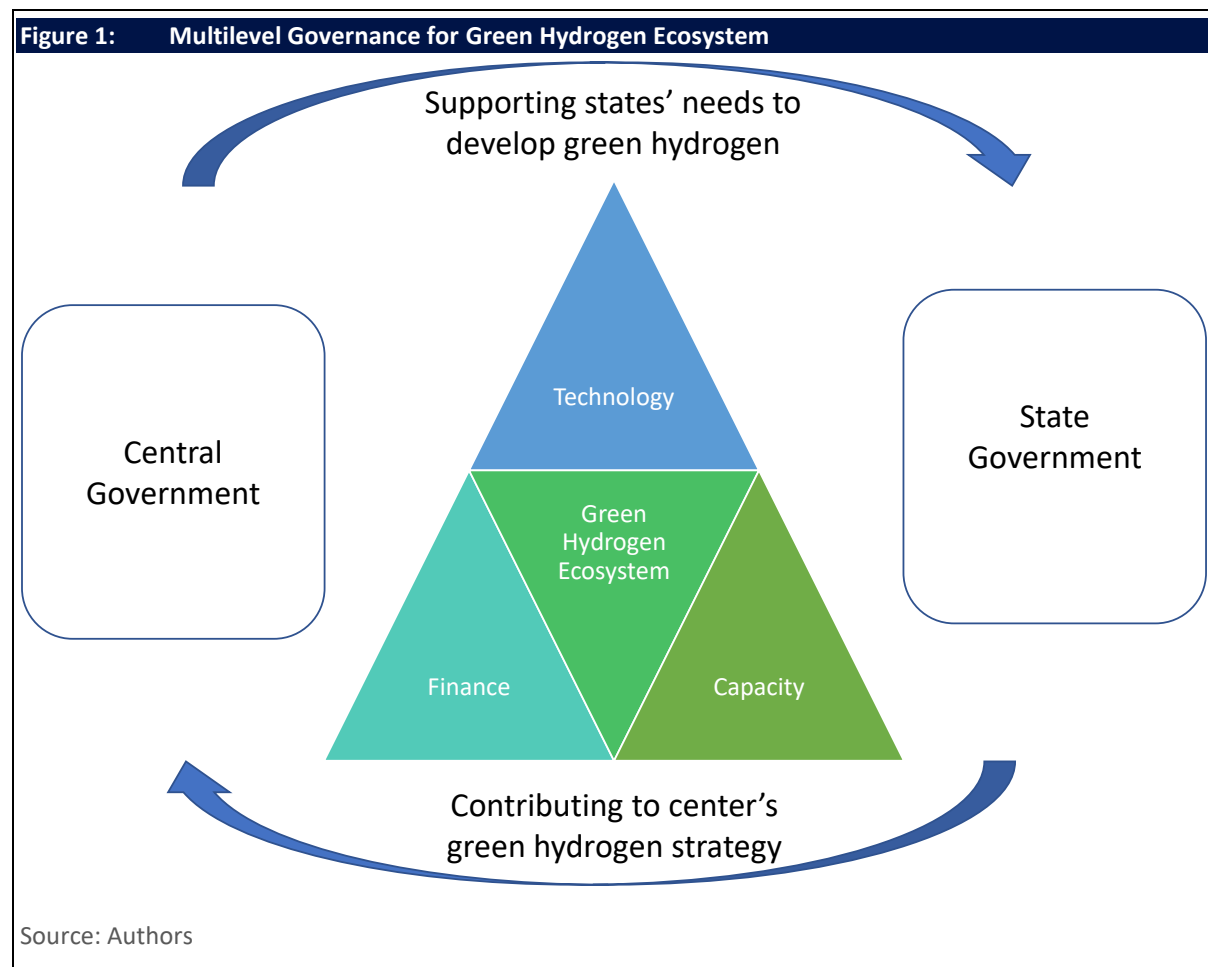 Figure 1: Multilevel Governance for Green Hydrogen Ecosystem
Supporting states’ needs to
develop green hydrogen
Technology
Central
Government
State
Government
Green
Hydrogen
Ecosystem
Finance
Capacity
Contributing to center’s
green hydrogen strategy
Source: Authors